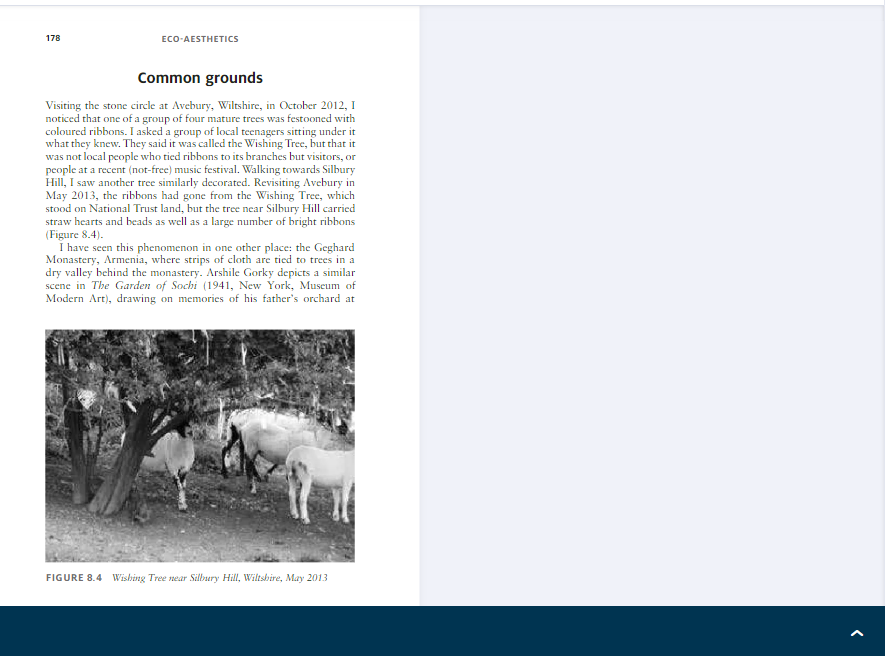 178
ECO-AESTHETICS
Common grounds
Visiting the stone circle at Avebury, Wiltshire, in October 2012, I
noticed that one of a group of four mature trees was festooned with
coloured ribbons. I asked a group of local teenagers sitting under it
what they knew. They said it was called the Wishing Tree, but that it
was not local people who tied ribbons to its branches but visitors, or
people at a recent (not-free) music festival. Walking towards Silbury
Hill, I saw another tree similarly decorated. Revisiting Avebury in
May 2013, the ribbons had gone from the Wishing Tree, which
stood on National Trust land, but the tree near Silbury Hill carried
straw hearts and beads as well as a large number of bright ribbons
(Figure 8.4).
I have seen this phenomenon in one other place: the Geghard
Monastery, Armenia, where strips of cloth are tied to trees in a
dry valley behind the monastery. Arshile Gorky depicts a similar
scene in The Garden of Sochi (1941, New York, Museum of
Modern Art), drawing on memories of his father's orchard at
FIGURE 8.4 Wishing Tree near Silbury Hill, Wiltshire, May 2013